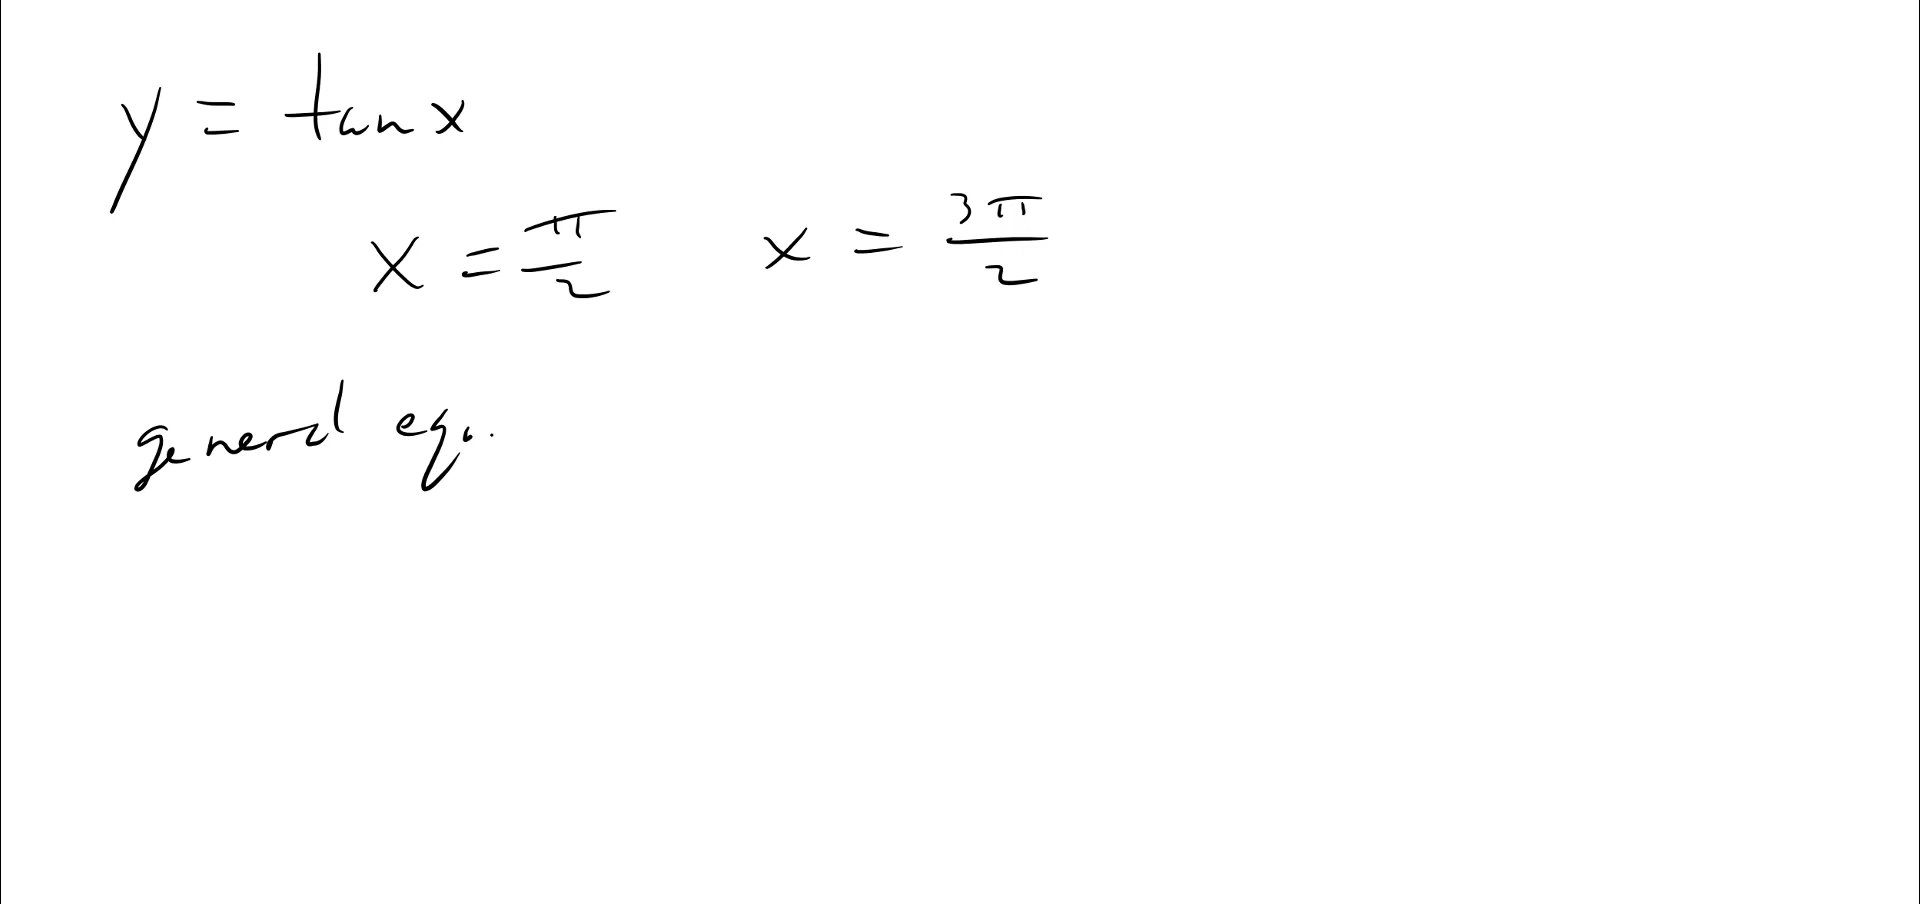 y = tan x
x = π/2 x = 3π/2
general eq.